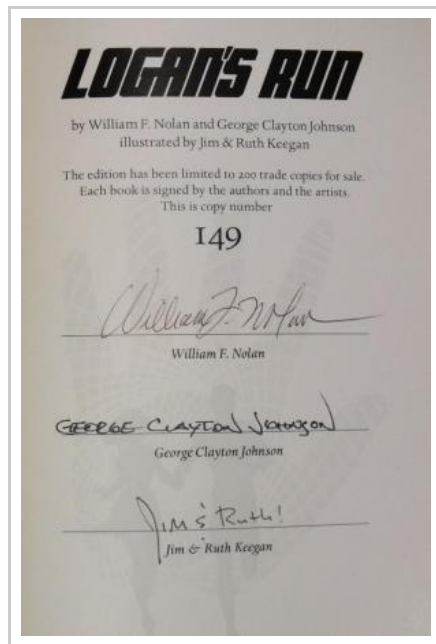 LOGAN'S RUN
by William F. Nolan and George Clayton Johnson
illustrated by Jim & Ruth Keegan
The edition has been limited to 200 trade copies for sale.
Each book is signed by the authors and the artists.
This is copy number
149
William F. Nolan
William F. Nolan
GEORGE CLAYTON JOHNSON
George Clayton Johnson
Jim & Ruth!
Jim & Ruth Keegan